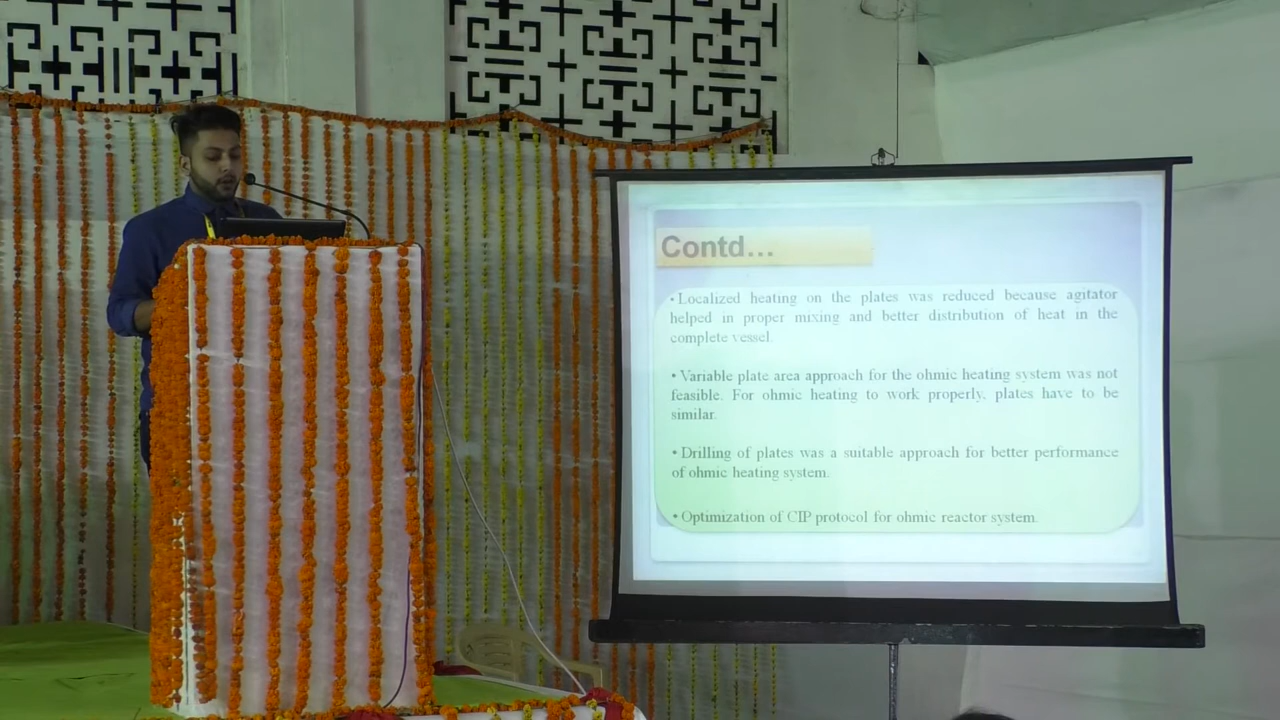 Contd...
• Localized heating on the plates was reduced because agitator
helped in proper mixing and better distribution of heat in the
complete vessel.
• Variable plate area approach for the ohmic heating system was not
feasible. For ohmic heating to work properly, plates have to be
similar.
• Drilling of plates was a suitable approach for better performance
of ohmic heating system.
• Optimization of CIP protocol for ohmic reactor system.